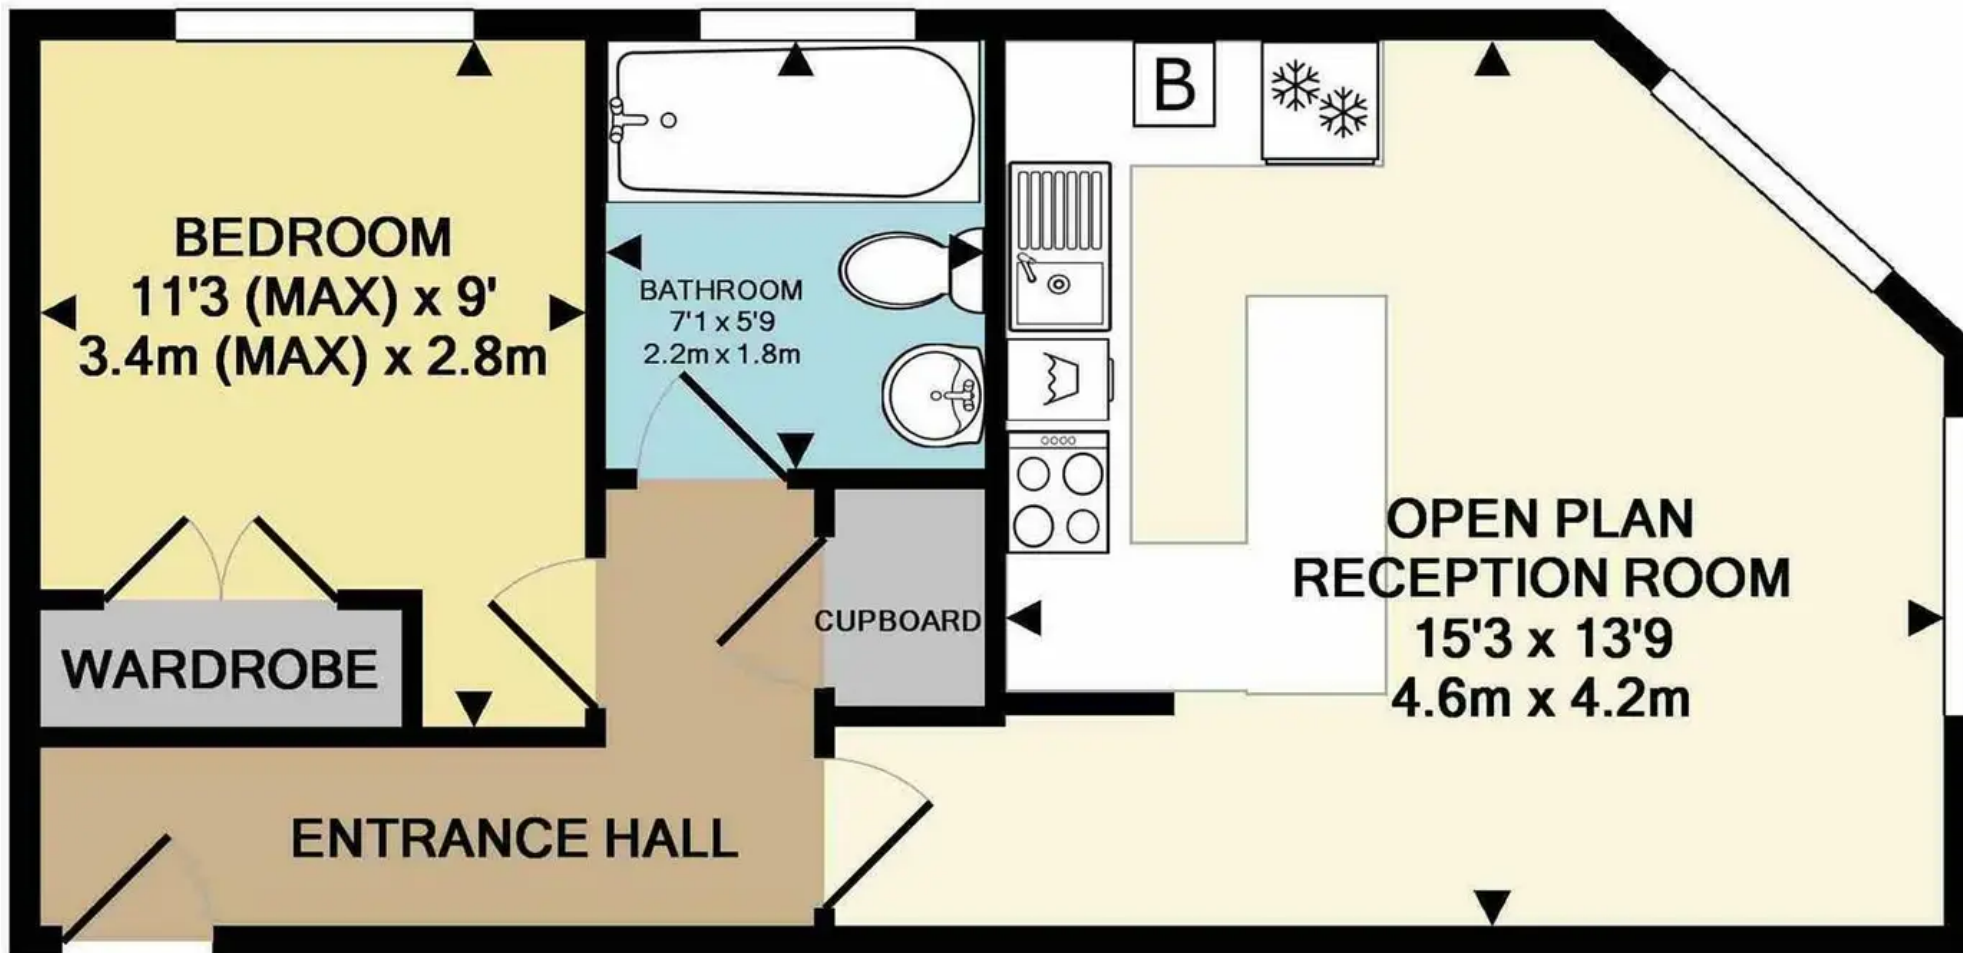 BEDROOM
11'3 (MAX) x 9'
3.4m (MAX) x 2.8m
BATHROOM
7'1 x 5'9
2.2m x 1.8m
B
OPEN PLAN
RECEPTION ROOM
15'3 x 13'9
4.6m x 4.2m
CUPBOARD
WARDROBE
ENTRANCE HALL